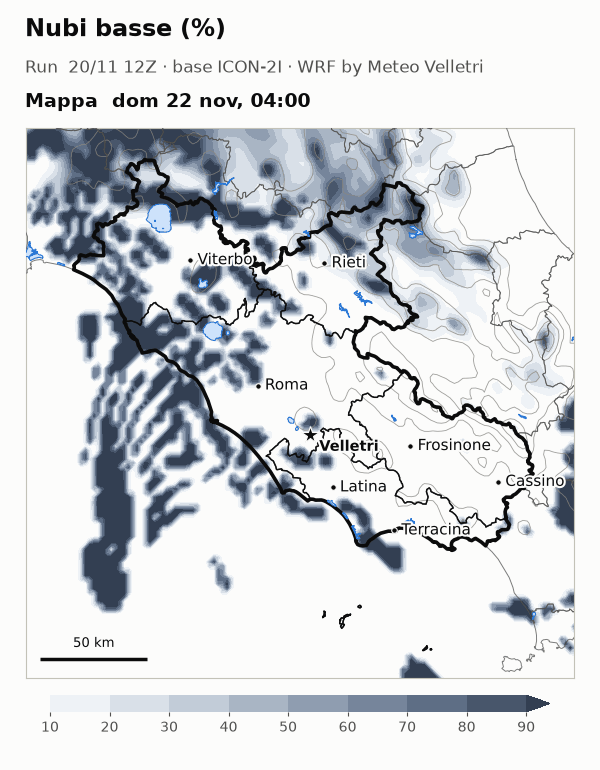 Nubi basse (%)
Run  20/11 12Z · base ICON-2I · WRF by Meteo Velletri
Mappa  dom 22 nov, 04:00
Viterbo
Rieti
Roma
Velletri
Frosinone
Cassino
Latina
Terracina
50 km
10 20 30 40 50 60 70 80 90